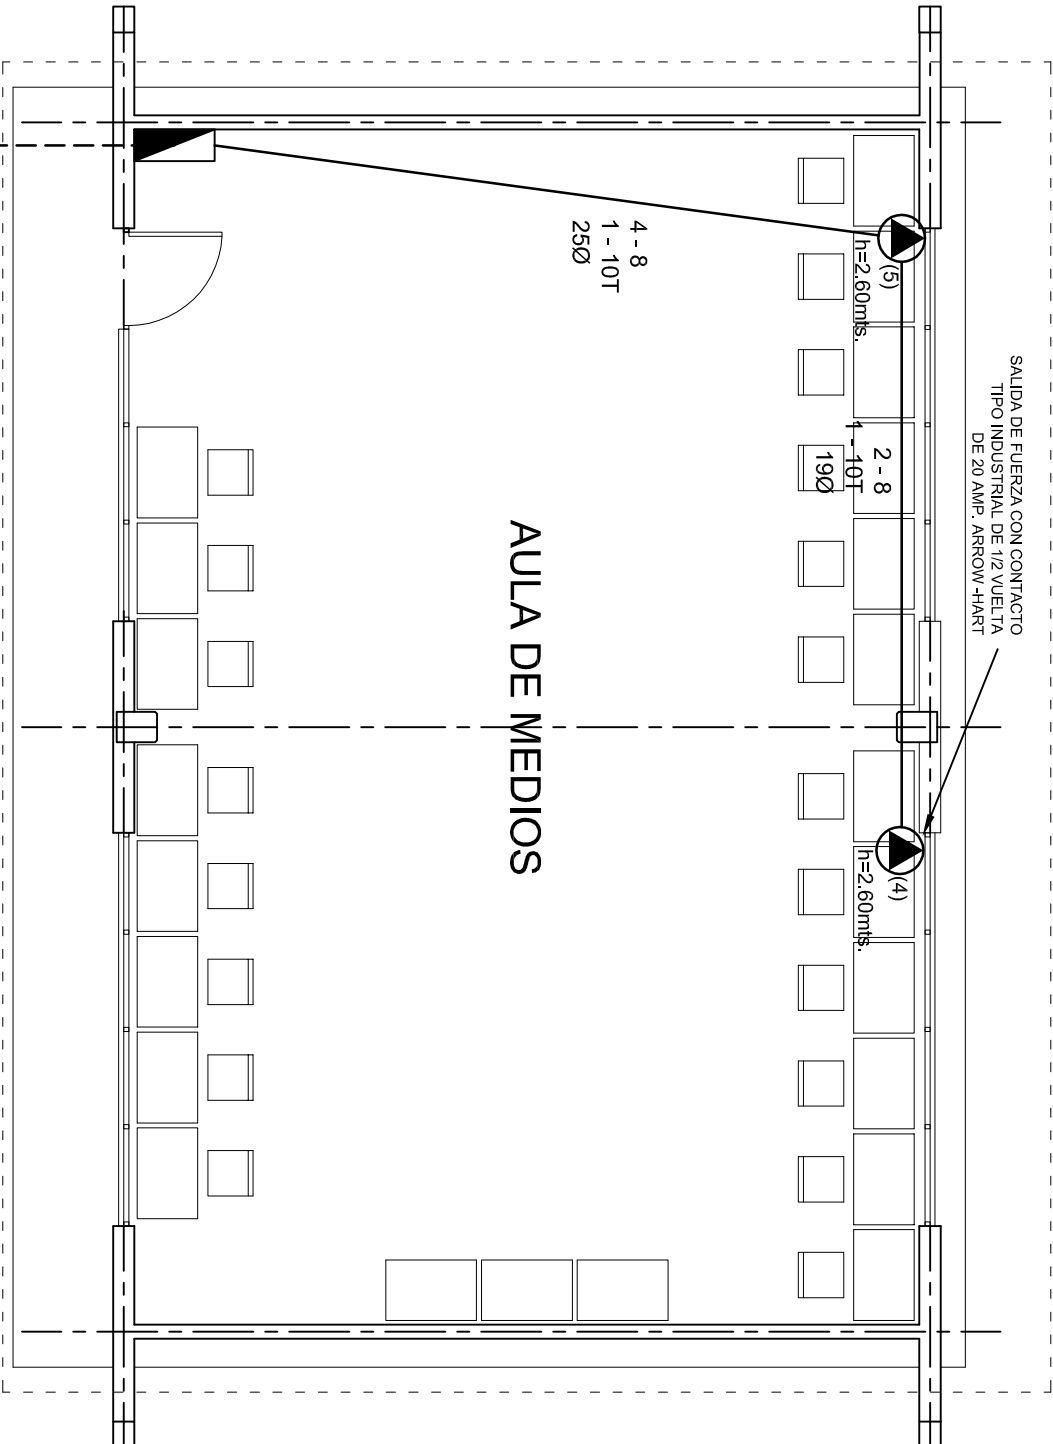 SALIDA DE FUERZA CON CONTACTO
TIPO INDUSTRIAL DE 1/2 VUELTA
DE 20 AMP. ARROW-HART
(5)
h=2.60mts.
(4)
h=2.60mts.
2 - 8
1 - 10T
19Ø
4 - 8
1 - 10T
25Ø
AULA DE MEDIOS